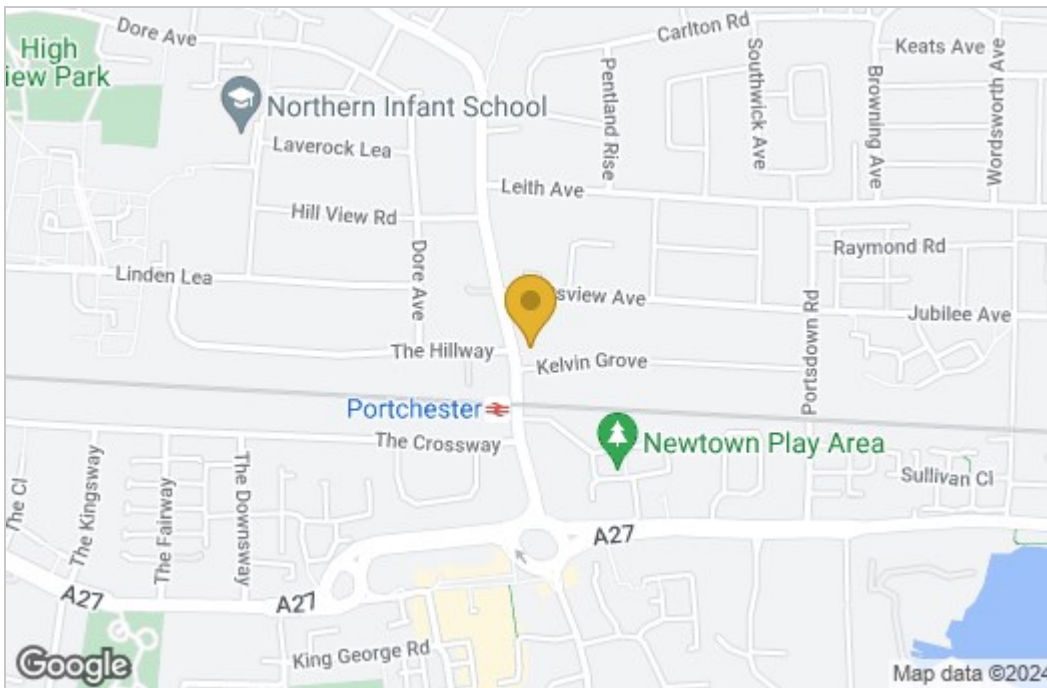 Dore Ave
Carlton Rd
Keats Ave
High
iew Park
Northern Infant School
Pentland Rise
Southwick Ave
Browning Ave
Wordsworth Ave
Laverock Lea
Leith Ave
Hill View Rd
Dore Ave
Raymond Rd
Linden Lea
sview Ave
Jubilee Ave
The Hillway
Kelvin Grove
Portsdown Rd
Portchester
The Crossway
Newtown Play Area
Sullivan Cl
The Cl
The Kingsway
The Fairway
The Downsway
A27
A27
A27
King George Rd
Google
Map data ©2024